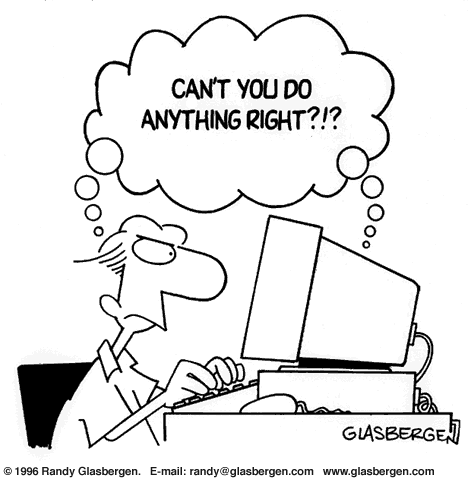 CAN'T YOU DO
ANYTHING RIGHT?!?
GLASBERGEN
© 1996 Randy Glasbergen. E-mail: randy@glasbergen.com www.glasbergen.com